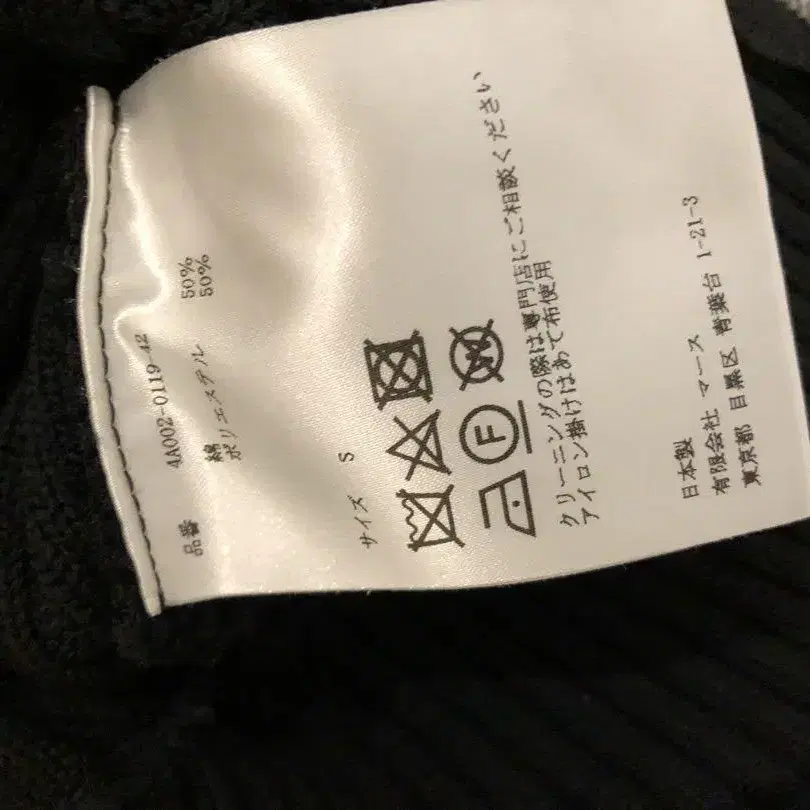 品番 4A002-0119-42
綿 50%
ポリエステル 50%
サイズ S
F
W
クリーニングの際は専門店にご相談ください
アイロン掛けはあて布使用
日本製
有限会社 マーズ
東京都 目黒区 青葉台 1-21-3